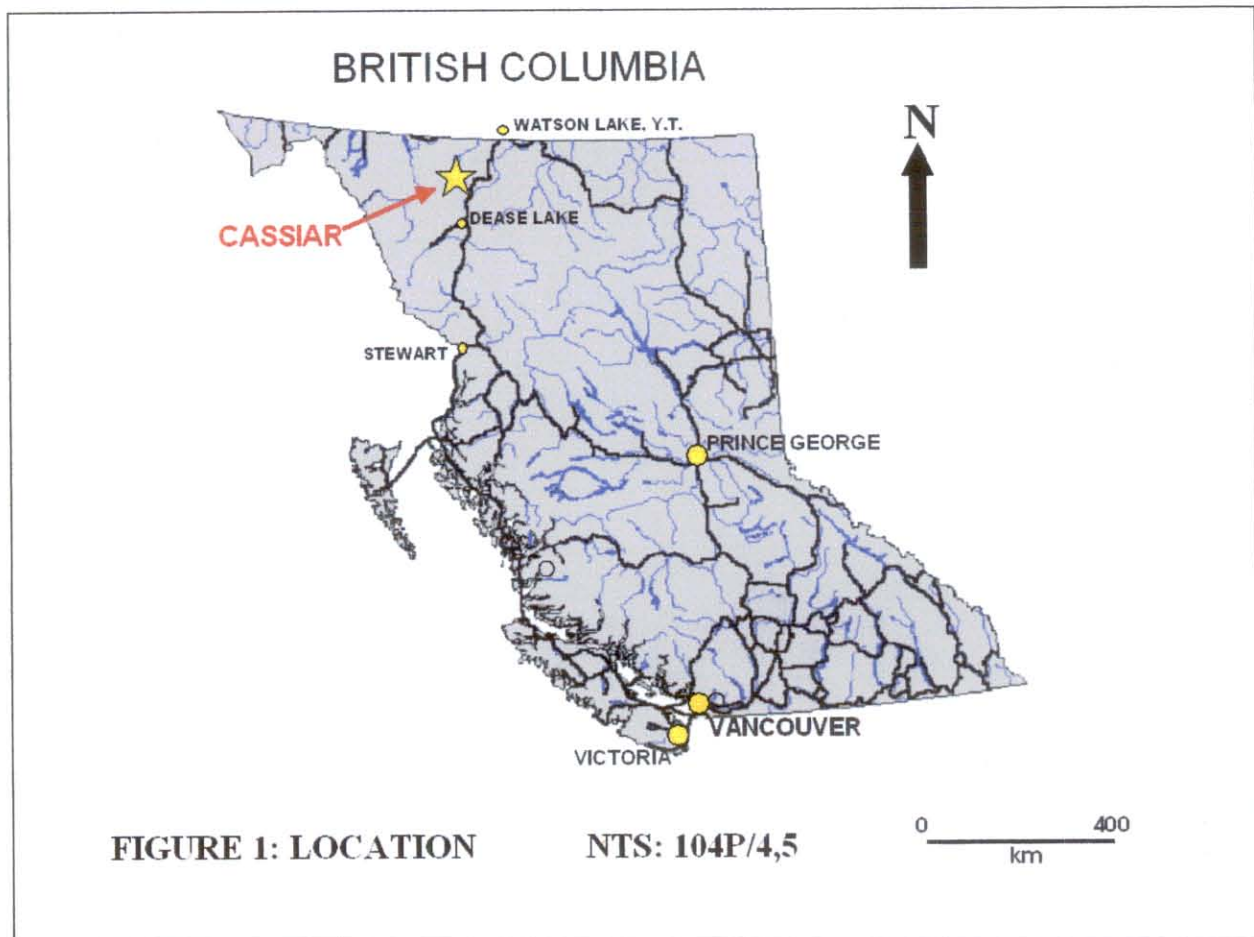 BRITISH COLUMBIA
N
WATSON LAKE, Y.T.
CASSIAR
DEASE LAKE
STEWART
PRINCE GEORGE
VANCOUVER
VICTORIA
FIGURE 1: LOCATION
NTS: 104P/4,5
0 400
km